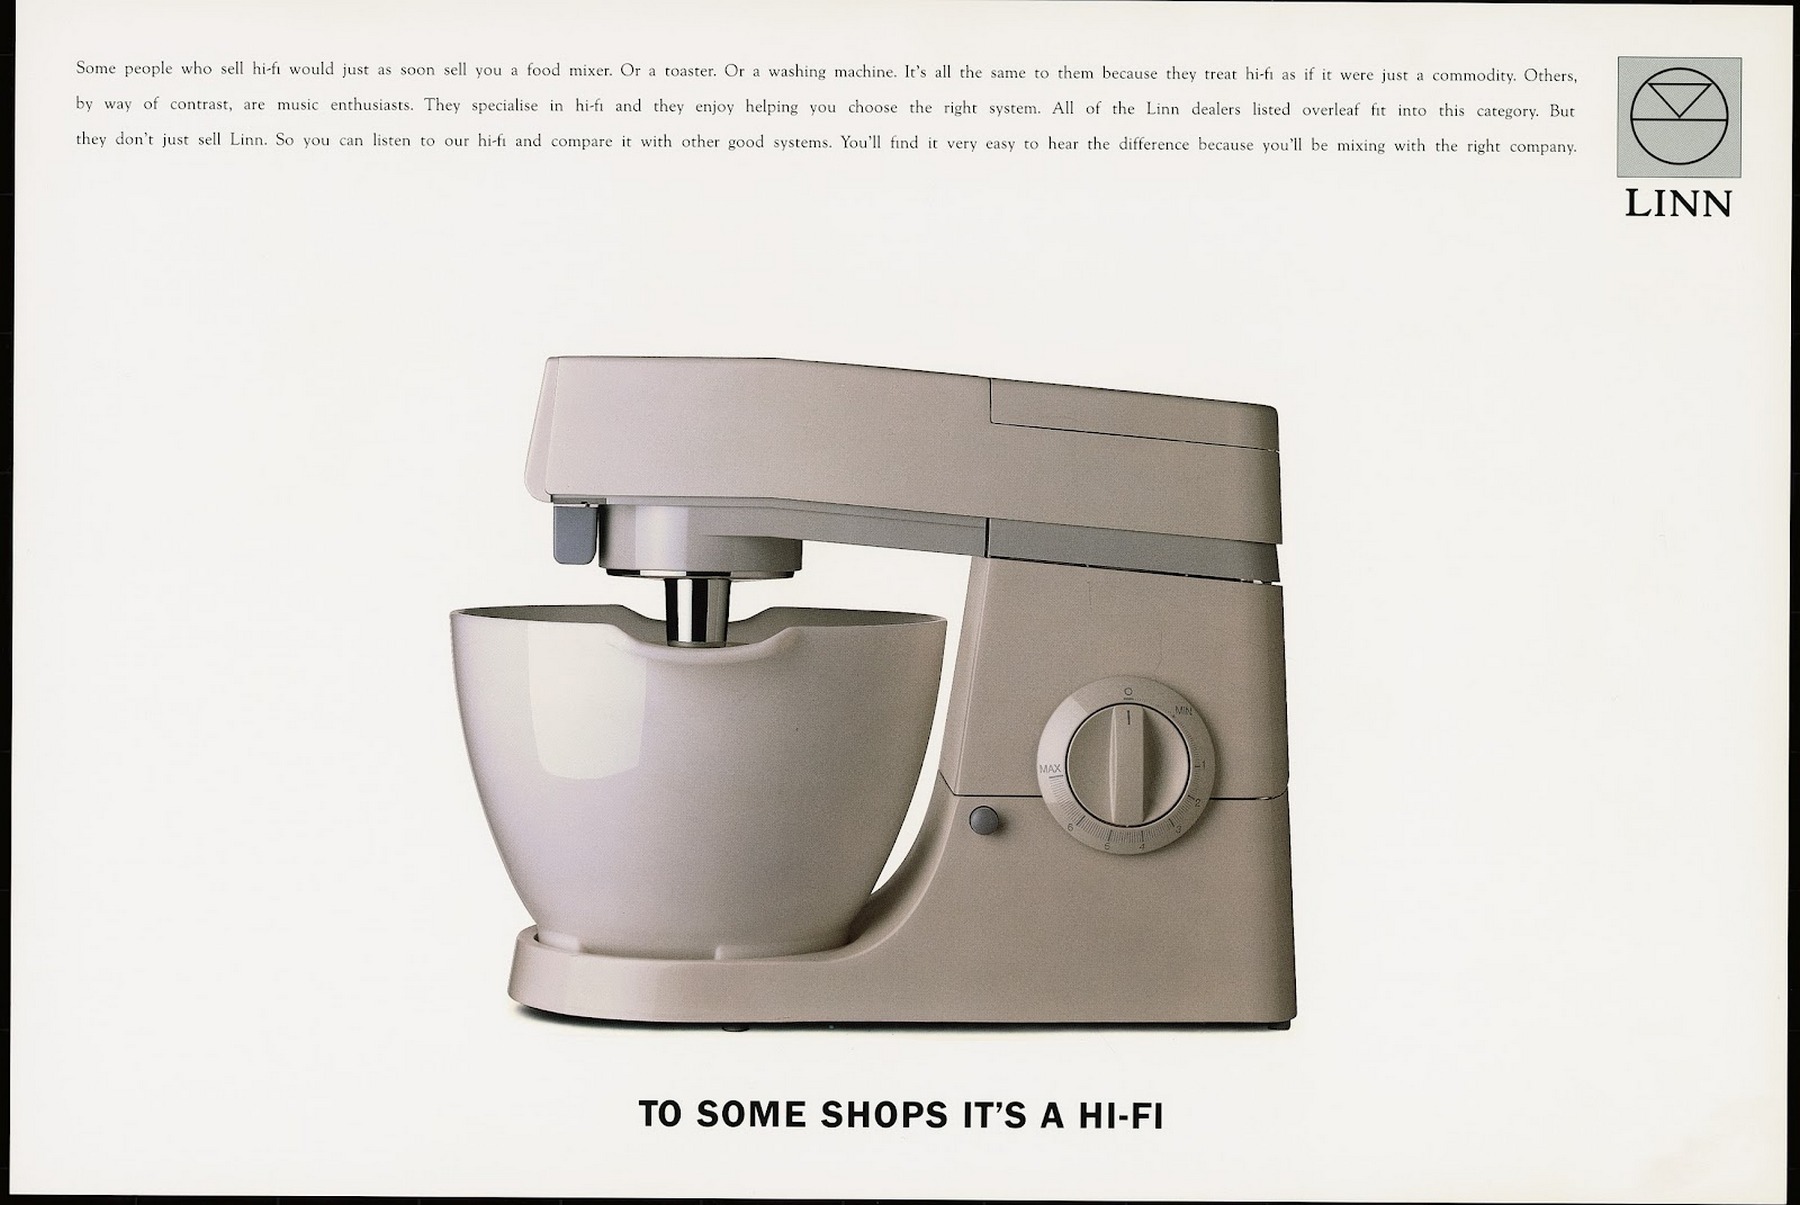 Some people who sell hi-fi would just as soon sell you a food mixer. Or a toaster. Or a washing machine. It's all the same to them because they treat hi-fi as if it were just a commodity. Others,
by way of contrast, are music enthusiasts. They specialise in hi-fi and they enjoy helping you choose the right system. All of the Linn dealers listed overleaf fit into this category. But
they don't just sell Linn. So you can listen to our hi-fi and compare it with other good systems. You'll find it very easy to hear the difference because you'll be mixing with the right company.
LINN
O
MIN
1
2
3
4
5
6
MAX
TO SOME SHOPS IT'S A HI-FI